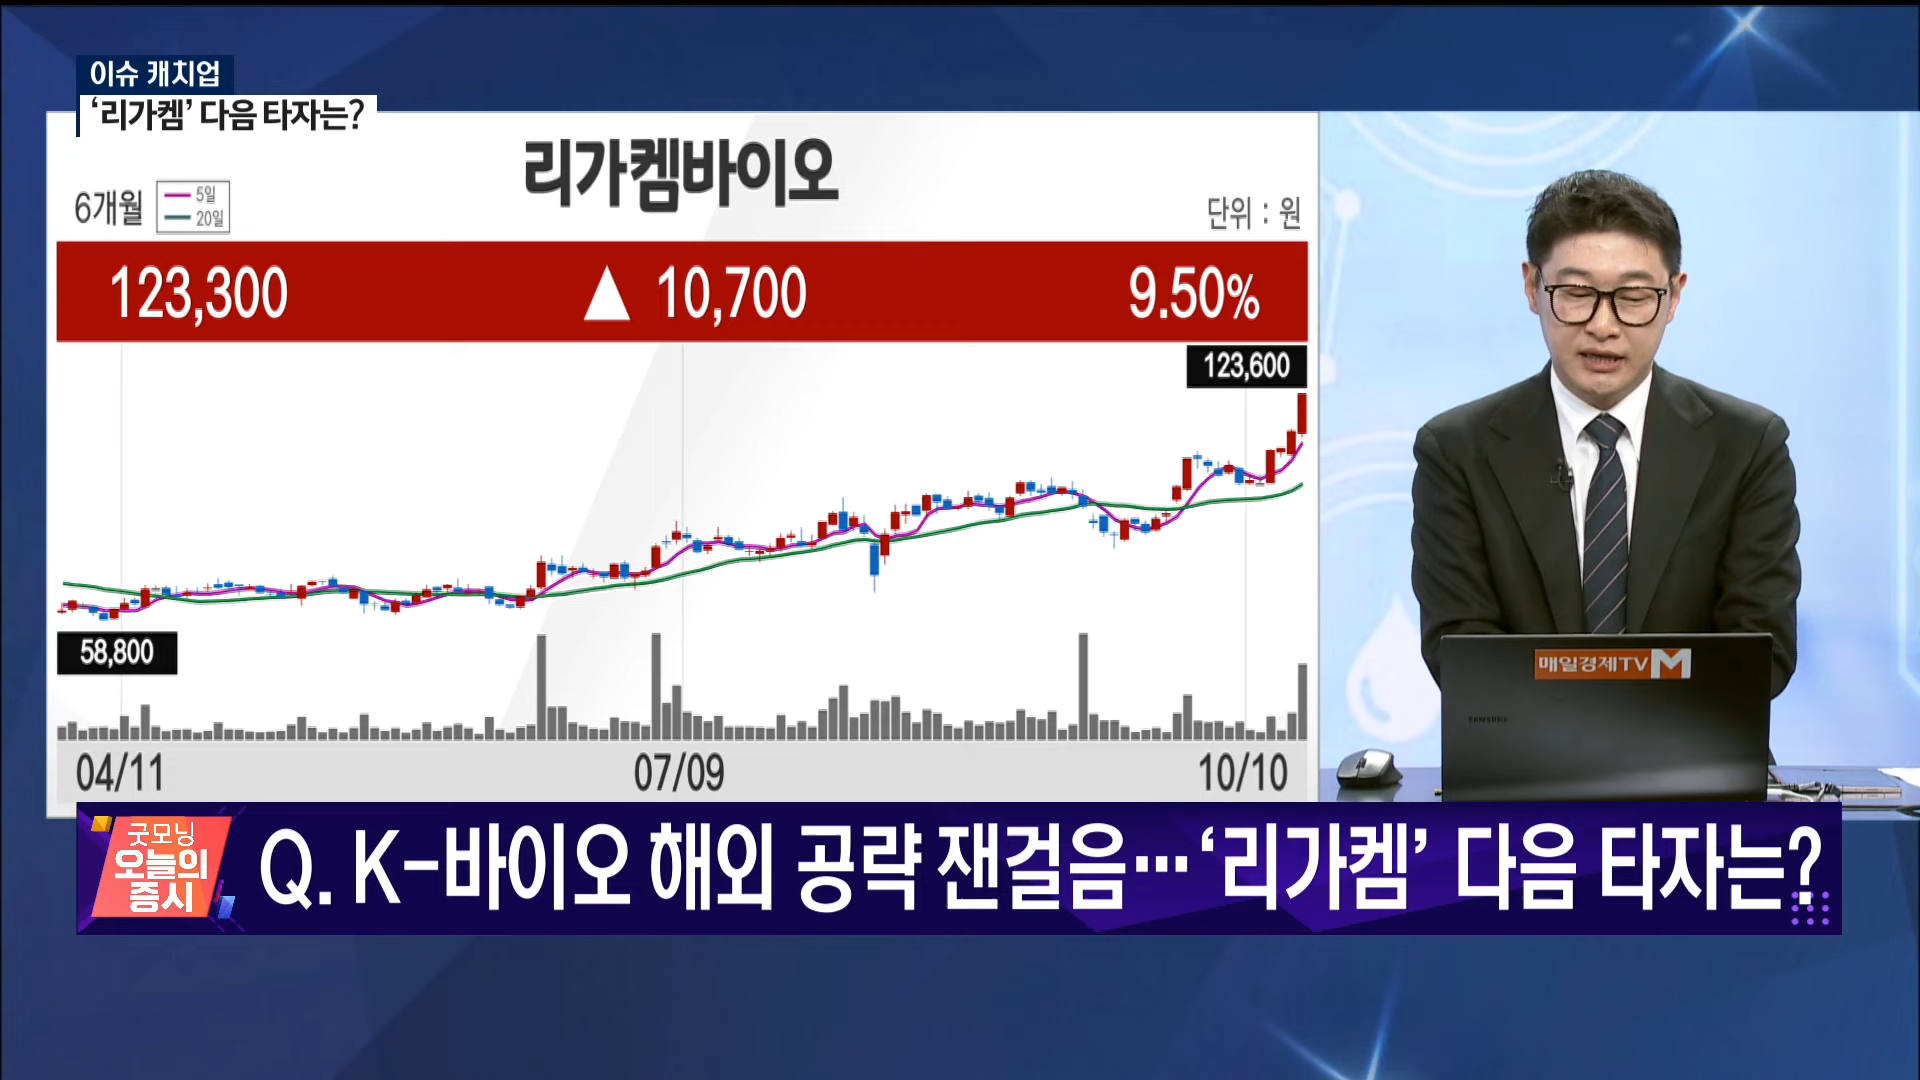 이슈 캐치업
‘리가켐’ 다음 타자는?
리가켐바이오
6개월
5일
20일
단위 : 원
123,300 ▲ 10,700 9.50%
123,600
58,800
04/11 07/09 10/10
매일경제TV M
SAMSUNG
굿모닝
오늘의
증시
Q. K-바이오 해외 공략 잰걸음…‘리가켐’ 다음 타자는?